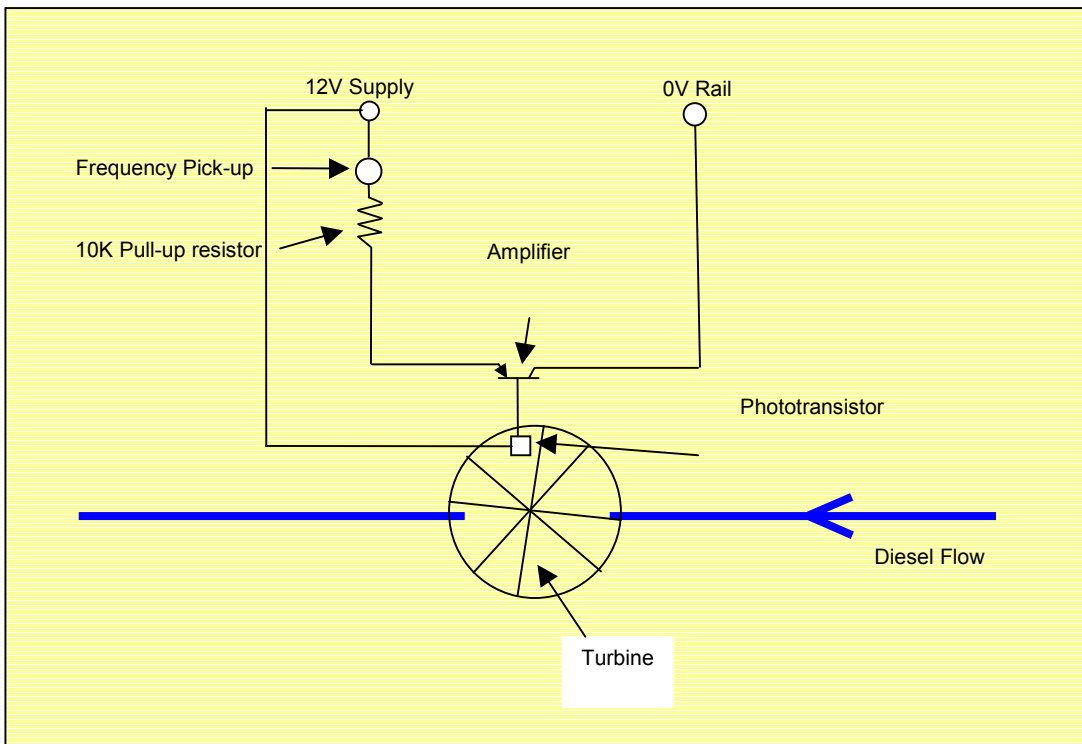 12V Supply
0V Rail
Frequency Pick-up
10K Pull-up resistor
Amplifier
Phototransistor
Diesel Flow
Turbine